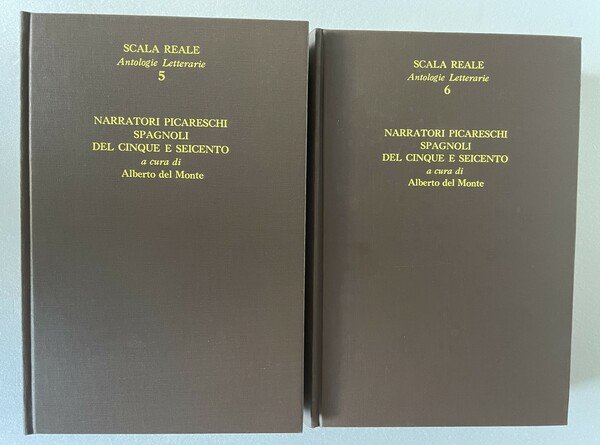 SCALA REALE
Antologie Letterarie
5
NARRATORI PICARESCHI
SPAGNOLI
DEL CINQUE E SEICENTO
a cura di
Alberto del Monte
SCALA REALE
Antologie Letterarie
6
NARRATORI PICARESCHI
SPAGNOLI
DEL CINQUE E SEICENTO
a cura di
Alberto del Monte